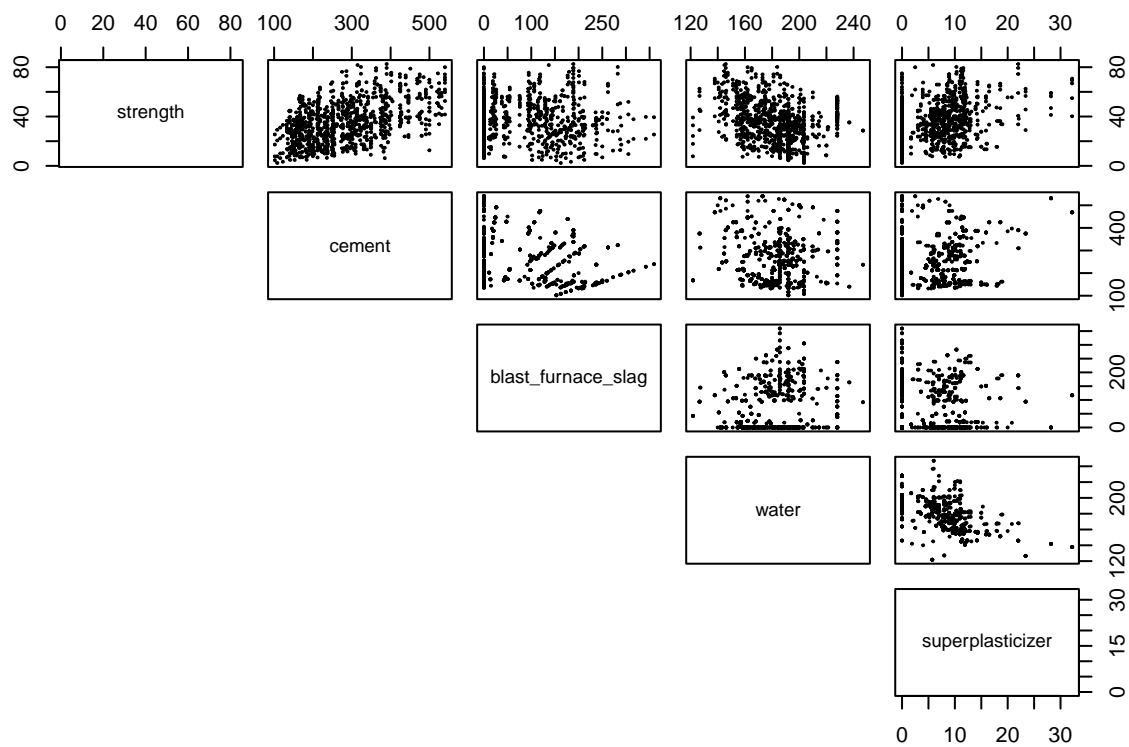 0 20 40 60 80 100 300 500 0 100 250 120 160 200 240 0 10 20 30
0 40 80 strength 0 40 80
cement 100 400
blast_furnace_slag 0 200
water 120 200
superplasticizer 0 15 30
0 10 20 30